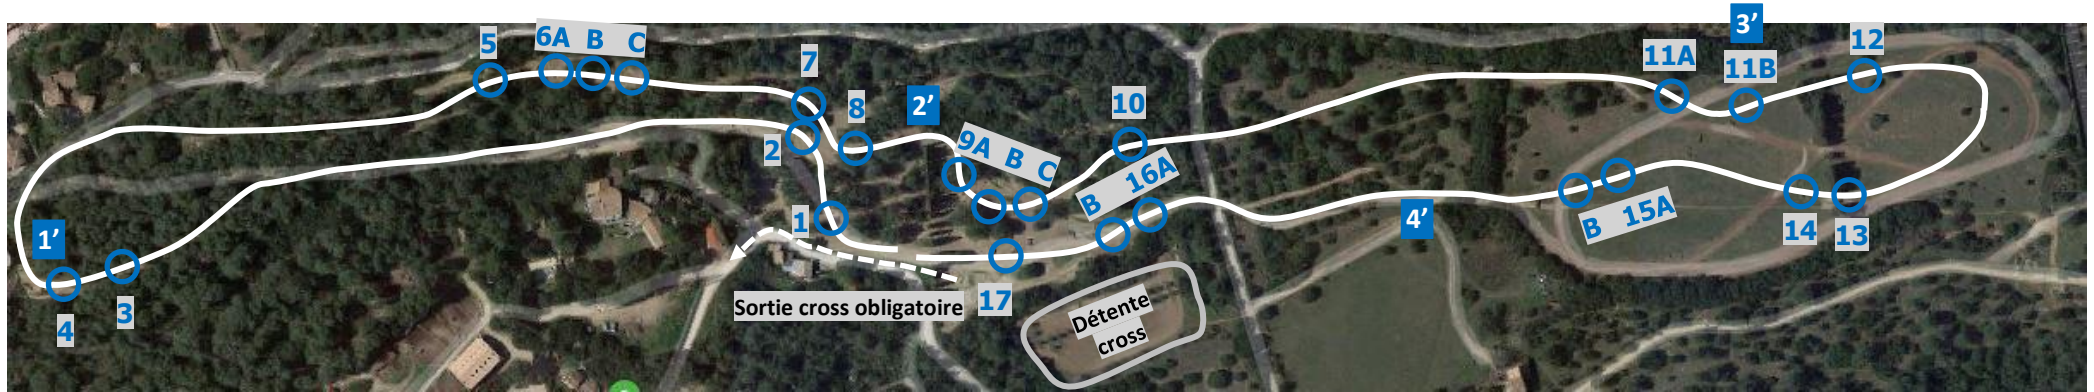 3’
5
6A B C
11A
11B
12
7
8
2’
10
2
9A B C
B 16A
1
1’
4’
B 15A
14
13
3
4
17
Sortie cross obligatoire
Détente
cross